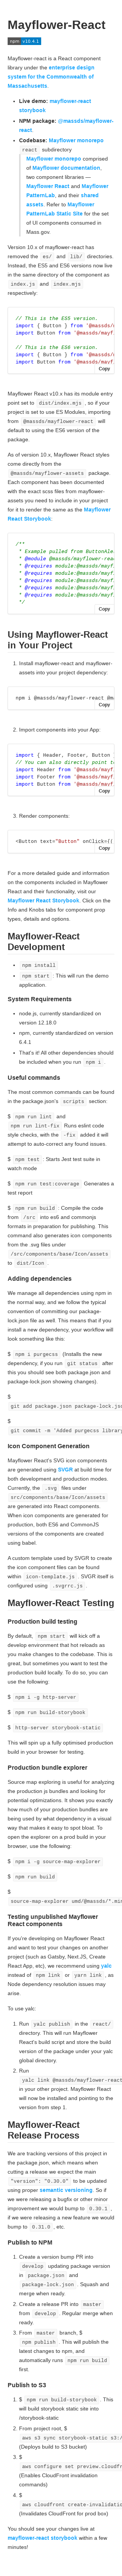 Mayflower-React
npm v10.4.1
Mayflower-react is a React component
library under the enterprise design
system for the Commonwealth of
Massachusetts.
Live demo: mayflower-react
storybook
NPM package: @massds/mayflower-
react
Codebase: Mayflower monorepo
react subdirectory
Mayflower monorepo comprised
of Mayflower documentation,
two component libraries —
Mayflower React and Mayflower
PatternLab, and their shared
assets. Refer to Mayflower
PatternLab Static Site for the set
of UI components consumed in
Mass.gov.
Version 10.x of mayflower-react has
removed the es/ and lib/ directories.
Instead, the ES5 and ES6 versions now live
in the same directory of the component as
index.js and index.mjs
respectively:
// This is the ES5 version.
import { Button } from '@massds/m
import Button from '@massds/mayf
// This is the ES6 version.
import { Button } from '@massds/m
import Button from '@massds/mayf
Copy
Mayflower React v10.x has its module entry
point set to dist/index.mjs, so if your
project is set to use ES Modules, importing
from @massds/mayflower-react will
default to using the ES6 version of the
package.
As of version 10.x, Mayflower React styles
come directly from the
@massds/mayflower-assets package.
Each component has been documented
with the exact scss files from mayflower-
assets you need to include in your project
for it to render the same as on the Mayflower
React Storybook:
/**
* Example pulled from ButtonAle
* @module @massds/mayflower-rea
* @requires module:@massds/mayf
* @requires module:@massds/mayf
* @requires module:@massds/mayf
* @requires module:@massds/mayf
*/
Copy
Using Mayflower-React
in Your Project
1. Install mayflower-react and mayflower-
assets into your project dependencies:
npm i @massds/mayflower-react @ma
Copy
2. Import components into your App:
import { Header, Footer, Button
// You can also directly point to
import Header from '@massds/mayf
import Footer from '@massds/mayf
import Button from '@massds/mayf
Copy
3. Render components:
<Button text="Button" onClick={()
Copy
For a more detailed guide and information
on the components included in Mayflower
React and their functionality, visit our
Mayflower React Storybook. Click on the
Info and Knobs tabs for component prop
types, details and options.
Mayflower-React
Development
npm install
npm start: This will run the demo
application.
System Requirements
node.js, currently standardized on
version 12.18.0
npm, currently standardized on version
6.4.1
That's it! All other dependencies should
be included when you run npm i.
Useful commands
The most common commands can be found
in the package.json's scripts section:
$ npm run lint and
npm run lint-fix Runs eslint code
style checks, with the -fix added it will
attempt to auto-correct any found issues
$ npm test Starts Jest test suite in
watch mode
$ npm run test:coverage Generates a
test report
$ npm run build: Compile the code
from /src into es6 and commonjs
formats in preparation for publishing. This
command also generates icon components
from the .svg files under
/src/components/base/Icon/assets
to dist/Icon.
Adding dependencies
We manage all dependencies using npm in
the normal way, and we follow the typical
convention of committing our package-
lock.json file as well. This means that if you
install a new dependency, your workflow will
look something like this:
$ npm i purgecss (Installs the new
dependency, if you run git status after
this you should see both package.json and
package-lock.json showing changes).
$
git add package.json package-lock.json
$
git commit -m 'Added purgecss library
Icon Component Generation
Mayflower React's SVG icon components
are generated using SVGR at build time for
both development and production modes.
Currently, the .svg files under
src/components/base/Icon/assets
are generated into React components.
When icon components are generated for
production, both ES6 and CommonJS
versions of the components are created
using babel.
A custom template used by SVGR to create
the icon component files can be found
within icon-template.js. SVGR itself is
configured using .svgrrc.js.
Mayflower-React Testing
Production build testing
By default, npm start will kick off a
develop environment that hot reloads as
you make changes to the codebase. This is
great, but sometimes you want to test the
production build locally. To do so, you can
use the following:
$ npm i -g http-server
$ npm run build-storybook
$ http-server storybook-static
This will spin up a fully optimised production
build in your browser for testing.
Production bundle explorer
Source map exploring is useful for analyzing
the production js bundles and looking for
potential optimizations. It shows you exactly
how much of your production bundles are
being used by what dependency in a visual
way that makes it easy to spot bloat. To
open the explorer on a prod build in your
browser, use the following:
$ npm i -g source-map-explorer
$ npm run build
$
source-map-explorer umd/@massds/*.min
Testing unpublished Mayflower
React components
If you're developing on Mayflower React
and want to test your changes on another
project (such as Gatsby, Next.JS, Create
React App, etc), we recommend using yalc
instead of npm link or yarn link, as
Node dependency resolution issues may
arise.
To use yalc:
1. Run yalc publish in the react/
directory. This will run Mayflower
React's build script and store the result
of the build and the package under your yalc
global directory.
2. Run
yalc link @massds/mayflower-react
in your other project. Mayflower React
will now be installed and pointing to the
version from step 1.
Mayflower-React
Release Process
We are tracking versions of this project in
the package.json, which means when
cutting a release we expect the main
"version": "0.30.0" to be updated
using proper semantic versioning. So if
we were releasing a bugfix or other minor
improvement we would bump to 0.30.1,
or if we were releasing a new feature we would
bump to 0.31.0, etc.
Publish to NPM
1. Create a version bump PR into
develop updating package version
in package.json and
package-lock.json. Squash and
merge when ready.
2. Create a release PR into master
from develop. Regular merge when
ready.
3. From master branch, $
npm publish. This will publish the
latest changes to npm, and
automatically runs npm run build
first.
Publish to S3
1. $ npm run build-storybook. This
will build storybook static site into
/storybook-static
2. From project root, $
aws s3 sync storybook-static s3:/
(Deploys build to S3 bucket)
3. $
aws configure set preview.cloudfr
(Enables CloudFront invalidation
commands)
4. $
aws cloudfront create-invalidatio
(Invalidates CloudFront for prod box)
You should see your changes live at
mayflower-react storybook within a few
minutes!